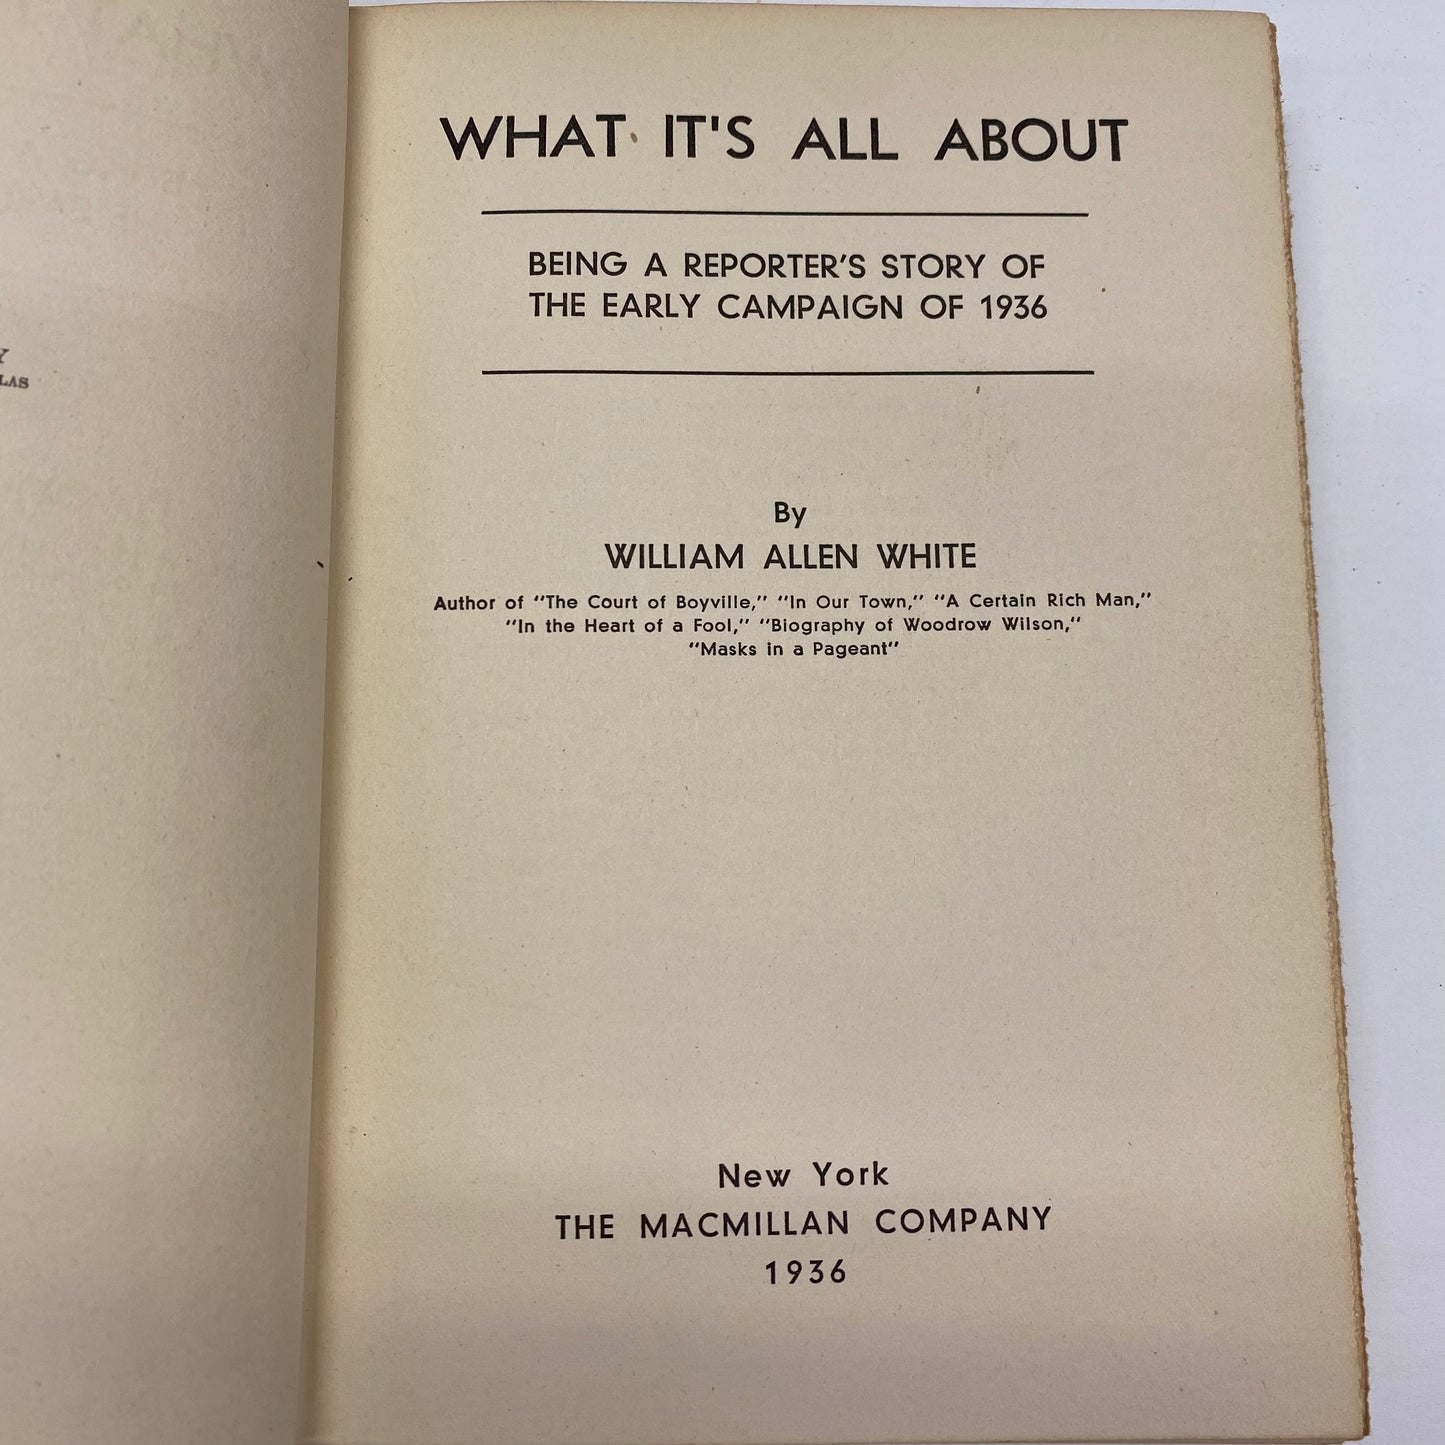 WHAT IT'S ALL ABOUT
BEING A REPORTER'S STORY OF
THE EARLY CAMPAIGN OF 1936
By
WILLIAM ALLEN WHITE
Author of "The Court of Boyville," "In Our Town," "A Certain Rich Man,"
"In the Heart of a Fool," "Biography of Woodrow Wilson,"
"Masks in a Pageant"
New York
THE MACMILLAN COMPANY
1936